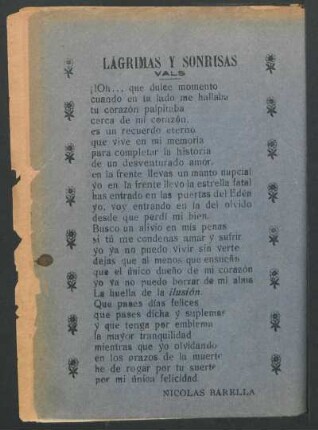 LÁGRIMAS Y SONRISAS
VALS
¡!Oh... que dulce momento
cuando en tu lado me hallaba
tu corazón palpitaba
cerca de mi corazón.
es un recuerdo eterno
que vive en mi memoria
para completar la historia
de un desventurado amor.
en la frente llevas un manto nupcial
yo en la frente llevo la estrella fatal
has entrado en las puertas del Edén
yo, voy entrando en la del olvido
desde que perdí mi bien.
Busco un alivio en mis penas
si tú me condenas amar y sufrir
yo ya no puedo vivir sin verte
dejas que al menos que ensueñas
que el único dueño de mi corazón
yo ya no puedo borzar de mi alma
La huella de la ilusión.
Que pases días felices
que pases dicha y suplemar
y que tenga por emblema
la mayor tranquilidad
mientras que yo olvidando
en los orazos de la muerte
he de rogar por tu suerte
por mi única felicidad.
NICOLAS BARELLA